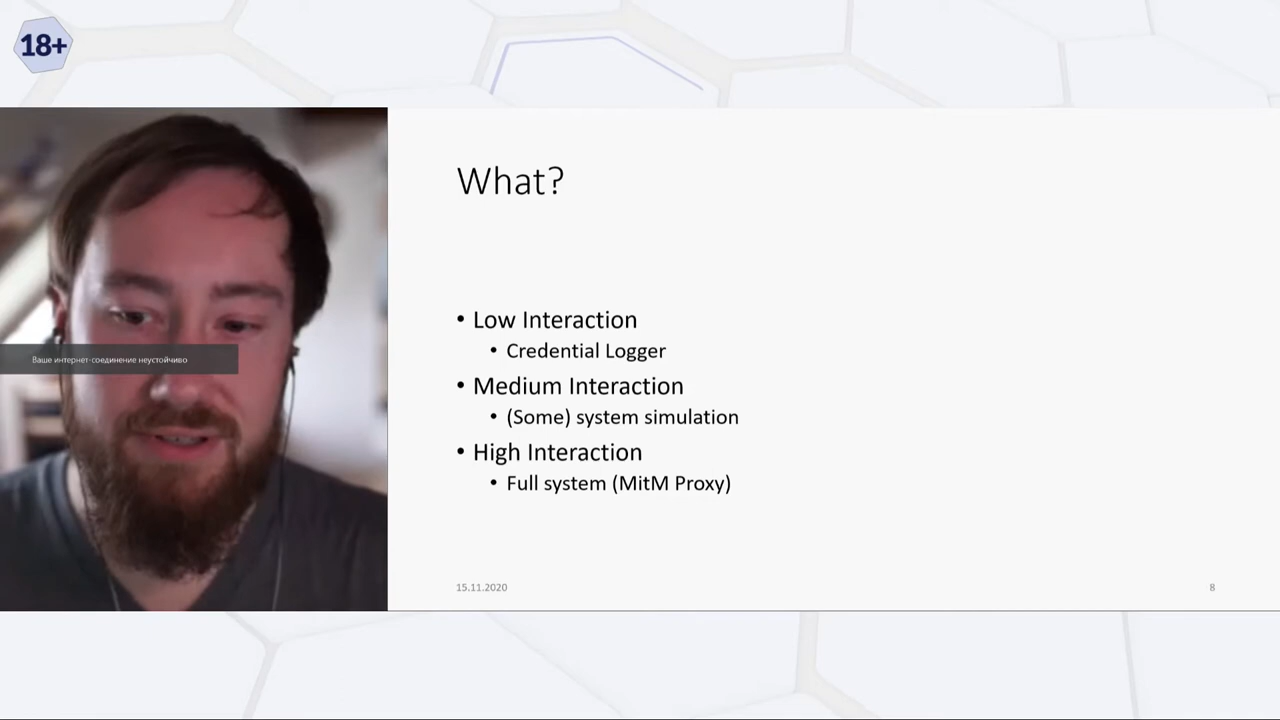 18+
What?
• Low Interaction
• Credential Logger
• Medium Interaction
• (Some) system simulation
• High Interaction
• Full system (MitM Proxy)
Ваше интернет-соединение неустойчиво
15.11.2020
8